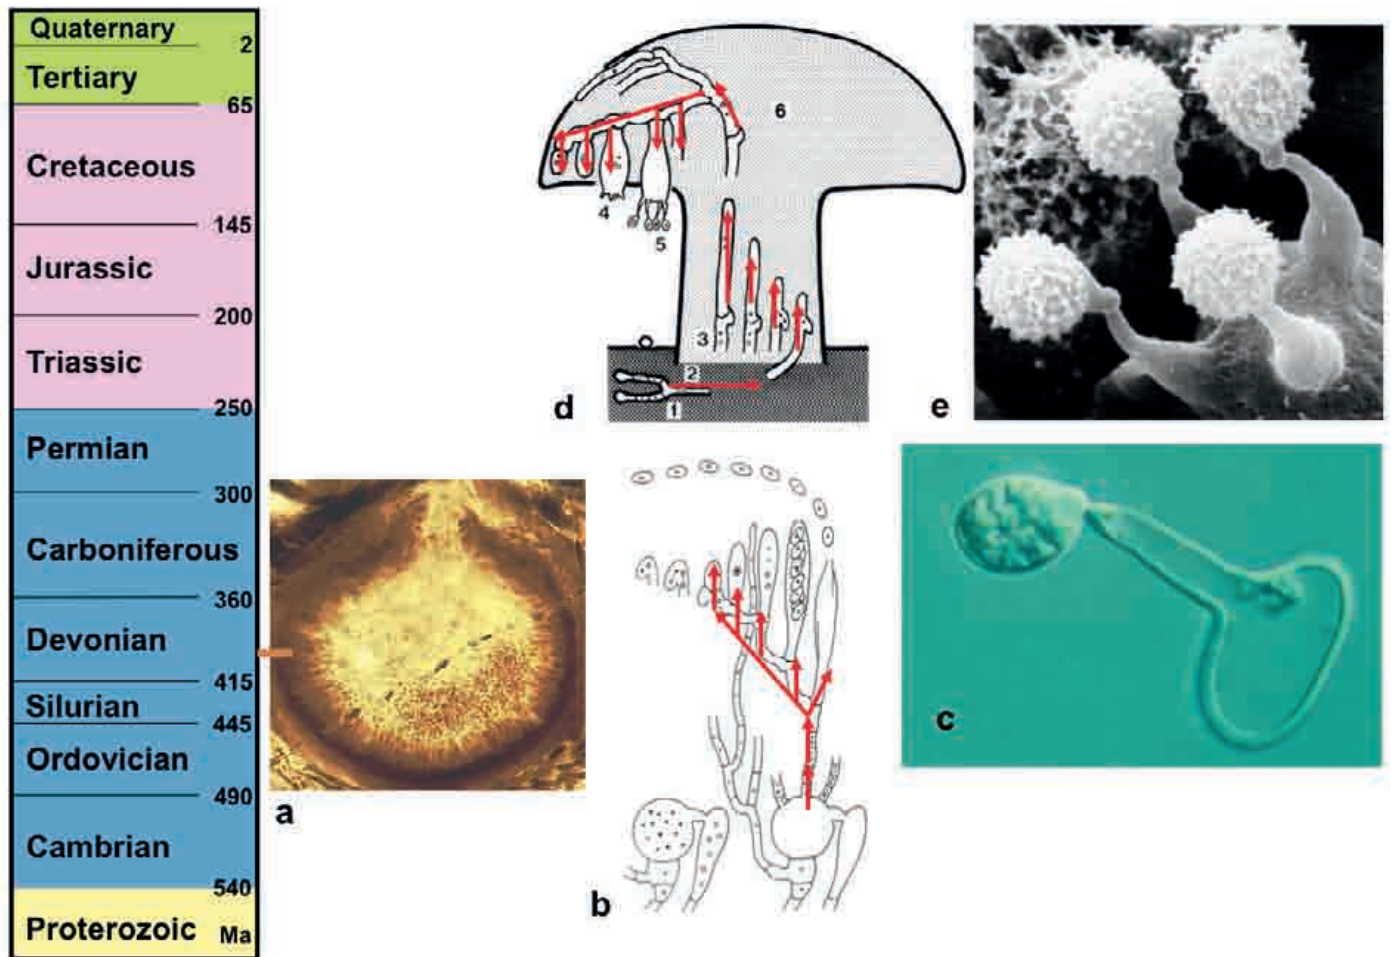 Quaternary
2
Tertiary
65
Cretaceous
145
Jurassic
200
Triassic
250
Permian
300
Carboniferous
360
Devonian
415
Silurian
445
Ordovician
490
Cambrian
540
Proterozoic Ma
a
6
4
5
3
2
1
d
b
e
c